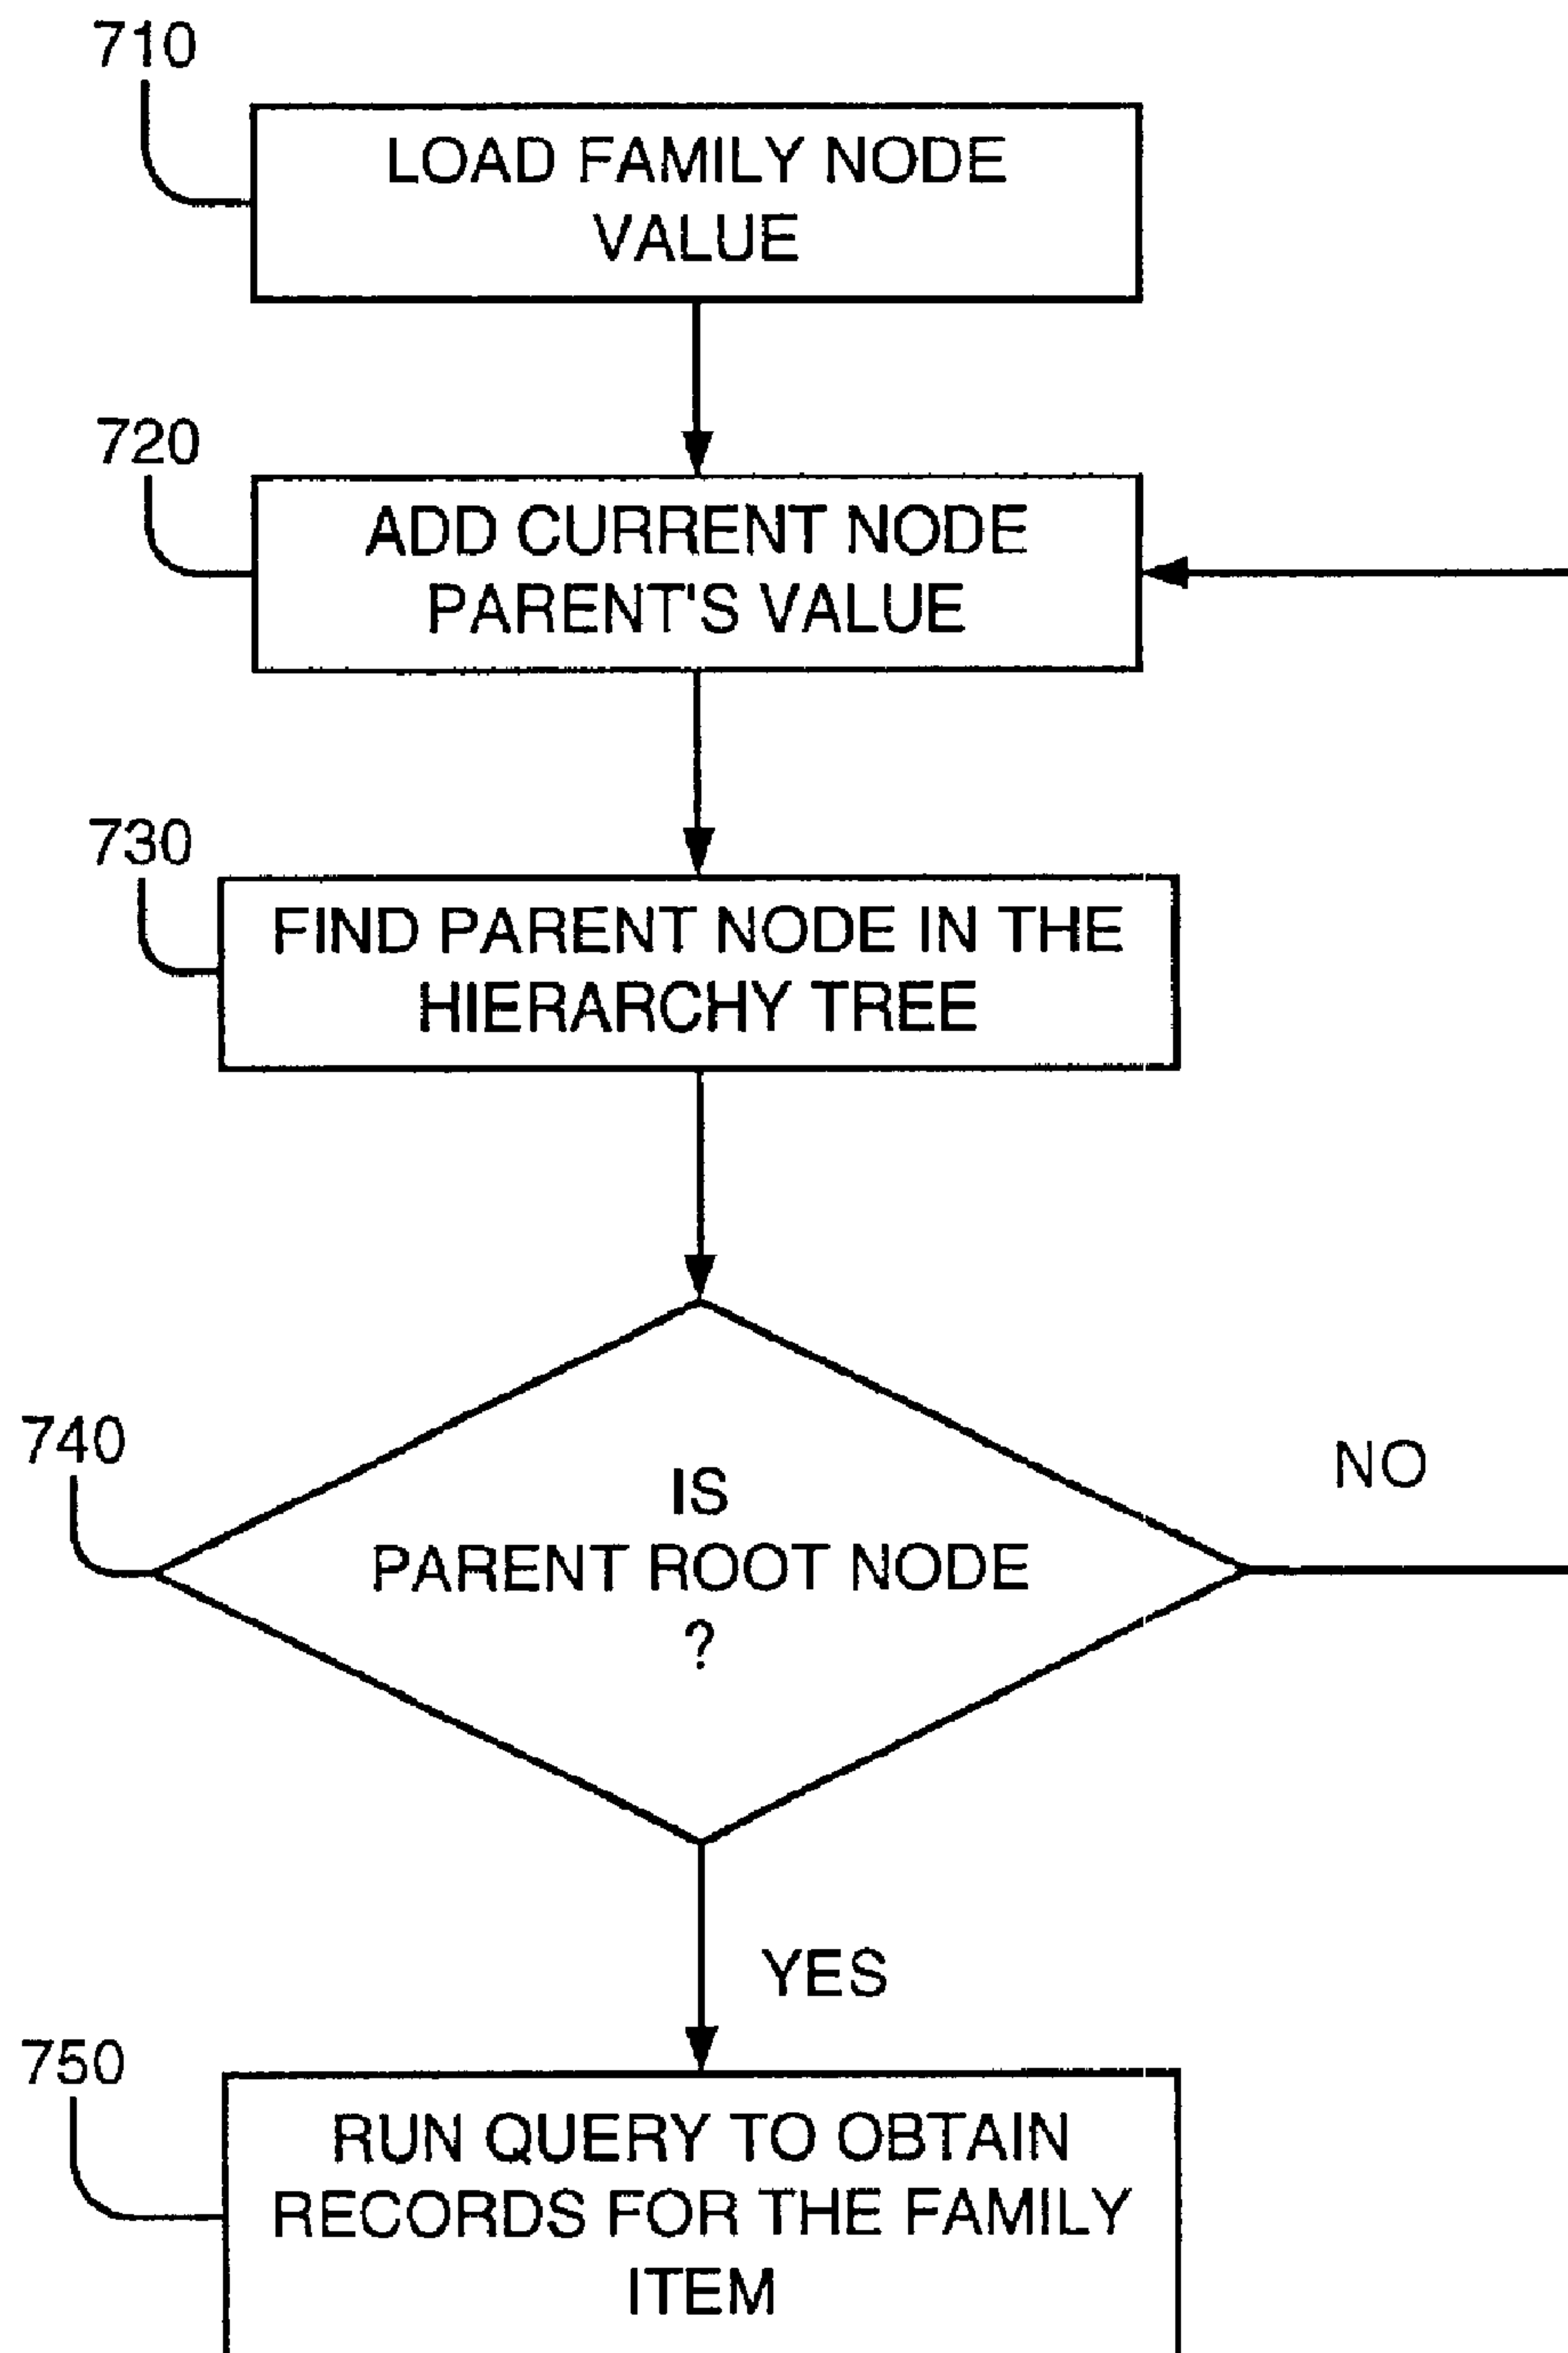 710
LOAD FAMILY NODE
VALUE
720
ADD CURRENT NODE
PARENT'S VALUE
730
FIND PARENT NODE IN THE
HIERARCHY TREE
740
IS
PARENT ROOT NODE
?
NO
YES
750
RUN QUERY TO OBTAIN
RECORDS FOR THE FAMILY
ITEM